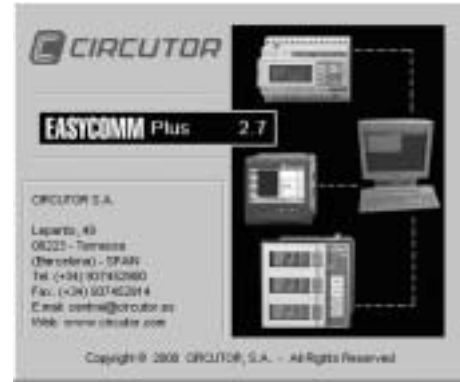 CIRCUTOR
EASYCOMM Plus 2.7
CIRCUTOR S.A.
Lepanto, 49
08223 - Terrassa
(Barcelona) - SPAIN
Tel. (+34) 937452900
Fax. (+34) 937452914
E.mail: central@circutor.es
Web: www.circutor.com
Copyright © 2000 CIRCUTOR, S.A. - All Rights Reserved